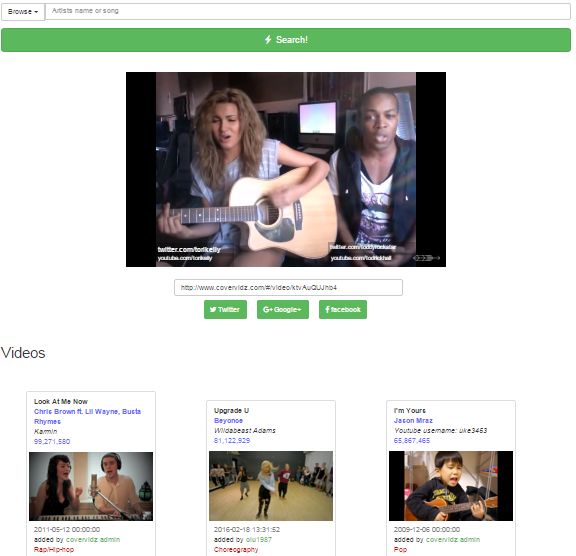 Browse
Artists name or song
Search!
twitter.com/torikelly
youtube.com/torikelly
twitter.com/toddyrockstar
youtube.com/todrickhall
http://www.covervidz.com/#/video/ktvAuQUJhb4
Twitter
Google+
facebook
Videos
Look At Me Now
Chris Brown ft. Lil Wayne, Busta
Rhymes
Karmin
99,271,580
2011-05-12 00:00:00
added by covervidz admin
Rap/Hip-hop
Upgrade U
Beyonce
Wildabeast Adams
81,122,929
2016-02-18 13:31:52
added by olu1987
Choreography
I'm Yours
Jason Mraz
Youtube username: uke3453
65,867,465
2009-12-06 00:00:00
added by covervidz admin
Pop